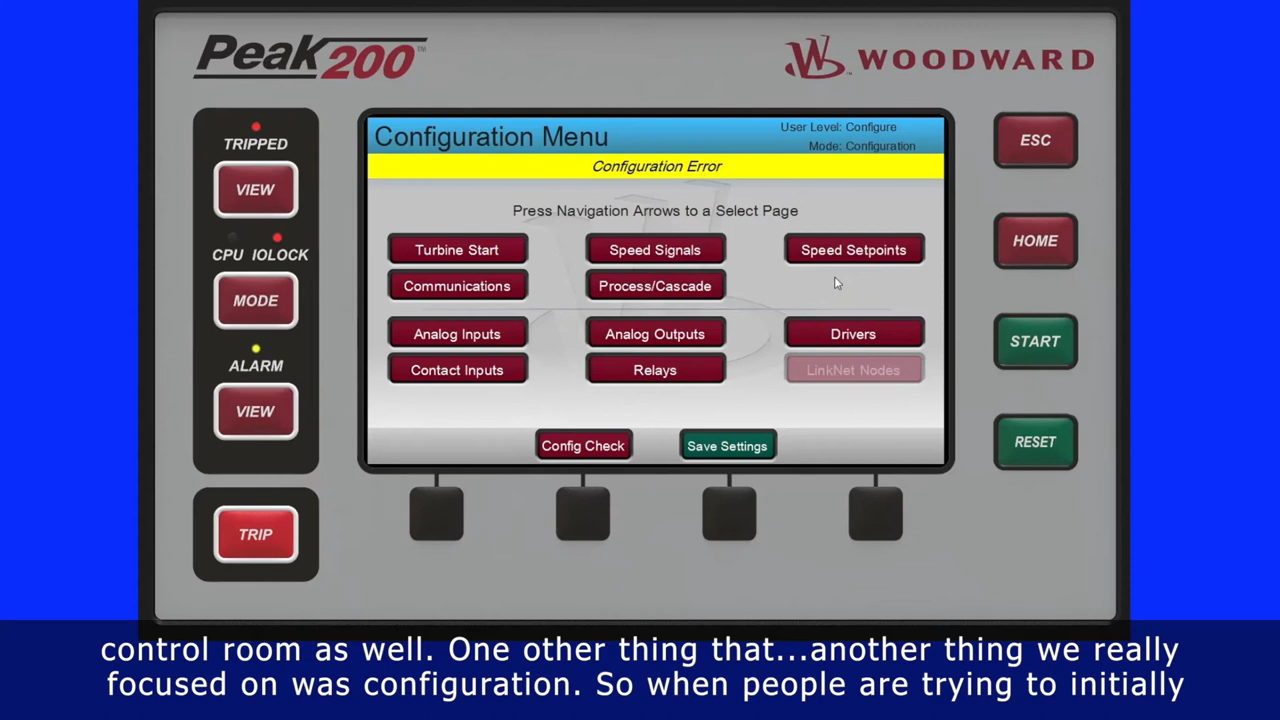 PeaK200™
WOODWARD
TRIPPED
VIEW
CPU IOLOCK
MODE
ALARM
VIEW
TRIP
Configuration Menu
User Level: Configure
Mode: Configuration
Configuration Error
Press Navigation Arrows to a Select Page
Turbine Start
Speed Signals
Speed Setpoints
Communications
Process/Cascade
Analog Inputs
Analog Outputs
Drivers
Contact Inputs
Relays
LinkNet Nodes
Config Check
Save Settings
ESC
HOME
START
RESET
control room as well. One other thing that...another thing we really
focused on was configuration. So when people are trying to initially